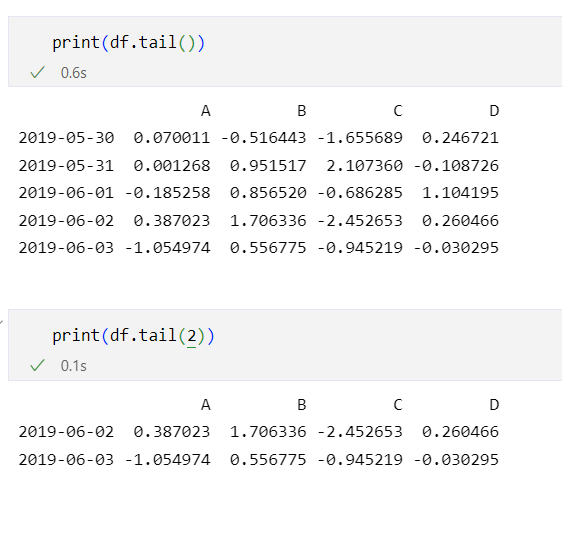 print(df.tail())
0.6s
A B C D
2019-05-30 0.070011 -0.516443 -1.655689 0.246721
2019-05-31 0.001268 0.951517 2.107360 -0.108726
2019-06-01 -0.185258 0.856520 -0.686285 1.104195
2019-06-02 0.387023 1.706336 -2.452653 0.260466
2019-06-03 -1.054974 0.556775 -0.945219 -0.030295
print(df.tail(2))
0.1s
A B C D
2019-06-02 0.387023 1.706336 -2.452653 0.260466
2019-06-03 -1.054974 0.556775 -0.945219 -0.030295